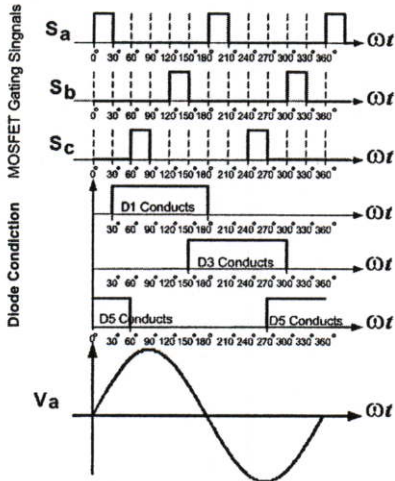 MOSFET Gating Singnals
Sa ωt
0° 30° 60° 90° 120° 150° 180° 210° 240° 270° 300° 330° 360°
Sb ωt
0° 30° 60° 90° 120° 150° 180° 210° 240° 270° 300° 330° 360°
Sc ωt
0° 30° 60° 90° 120° 150° 180° 210° 240° 270° 300° 330° 360°
Diode Condiction
D1 Conducts ωt
30° 60° 90° 120° 150° 180° 210° 240° 270° 300° 330° 360°
D3 Conducts ωt
30° 60° 90° 120° 150° 180° 210° 240° 270° 300° 330° 360°
D5 Conducts D5 Conducts ωt
0° 30° 60° 90° 120° 150° 180° 210° 240° 270° 300° 330° 360°
Va ωt